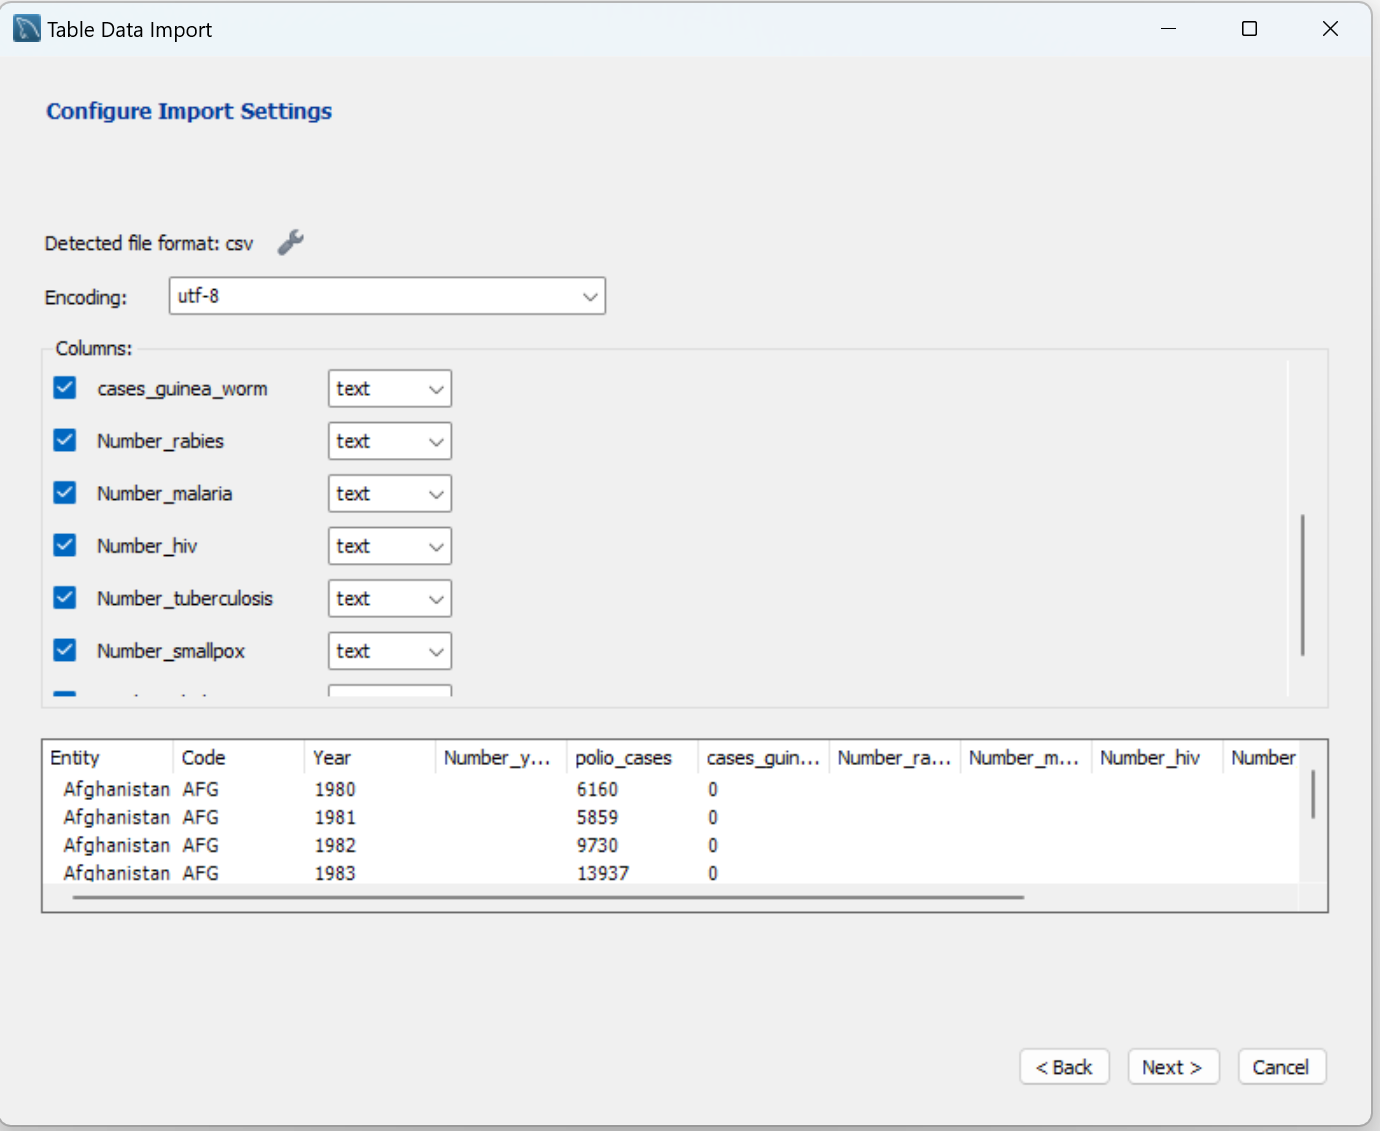 Table Data Import
Configure Import Settings
Detected file format: csv
Encoding: utf-8
Columns:
cases_guinea_worm text
Number_rabies text
Number_malaria text
Number_hiv text
Number_tuberculosis text
Number_smallpox text
Entity Code Year Number_y... polio_cases cases_guin... Number_ra... Number_m... Number_hiv Number
Afghanistan AFG 1980 6160 0
Afghanistan AFG 1981 5859 0
Afghanistan AFG 1982 9730 0
Afghanistan AFG 1983 13937 0
< Back Next > Cancel